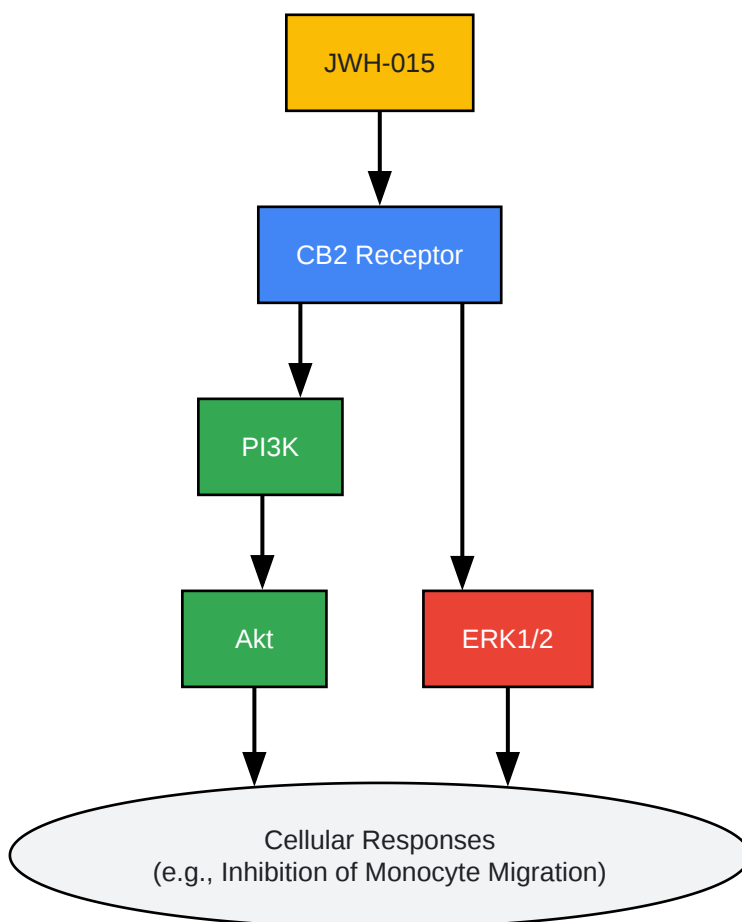 JWH-015
CB2 Receptor
PI3K
Akt
ERK1/2
Cellular Responses
(e.g., Inhibition of Monocyte Migration)